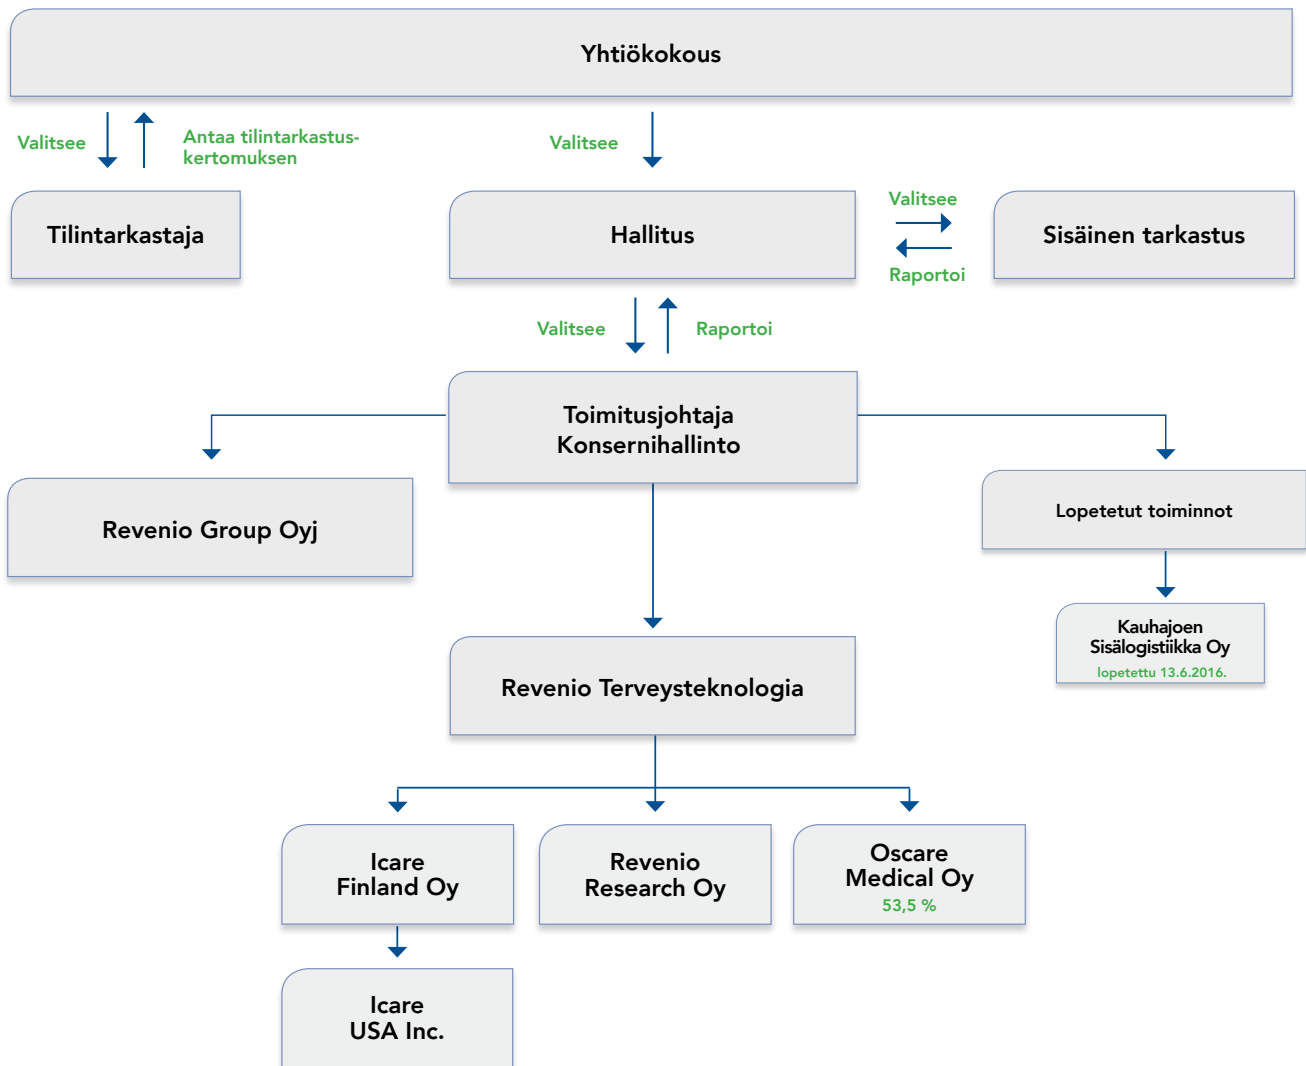 Yhtiökokous
Valitsee
Antaa tilintarkastus-
kertomuksen
Valitsee
Tilintarkastaja
Hallitus
Valitsee
Raportoi
Sisäinen tarkastus
Valitsee
Raportoi
Toimitusjohtaja
Konsernihallinto
Revenio Group Oyj
Lopetetut toiminnot
Kauhajoen
Sisälogistiikka Oy
lopetettu 13.6.2016.
Revenio Terveysteknologia
Icare
Finland Oy
Revenio
Research Oy
Oscare
Medical Oy
53,5 %
Icare
USA Inc.